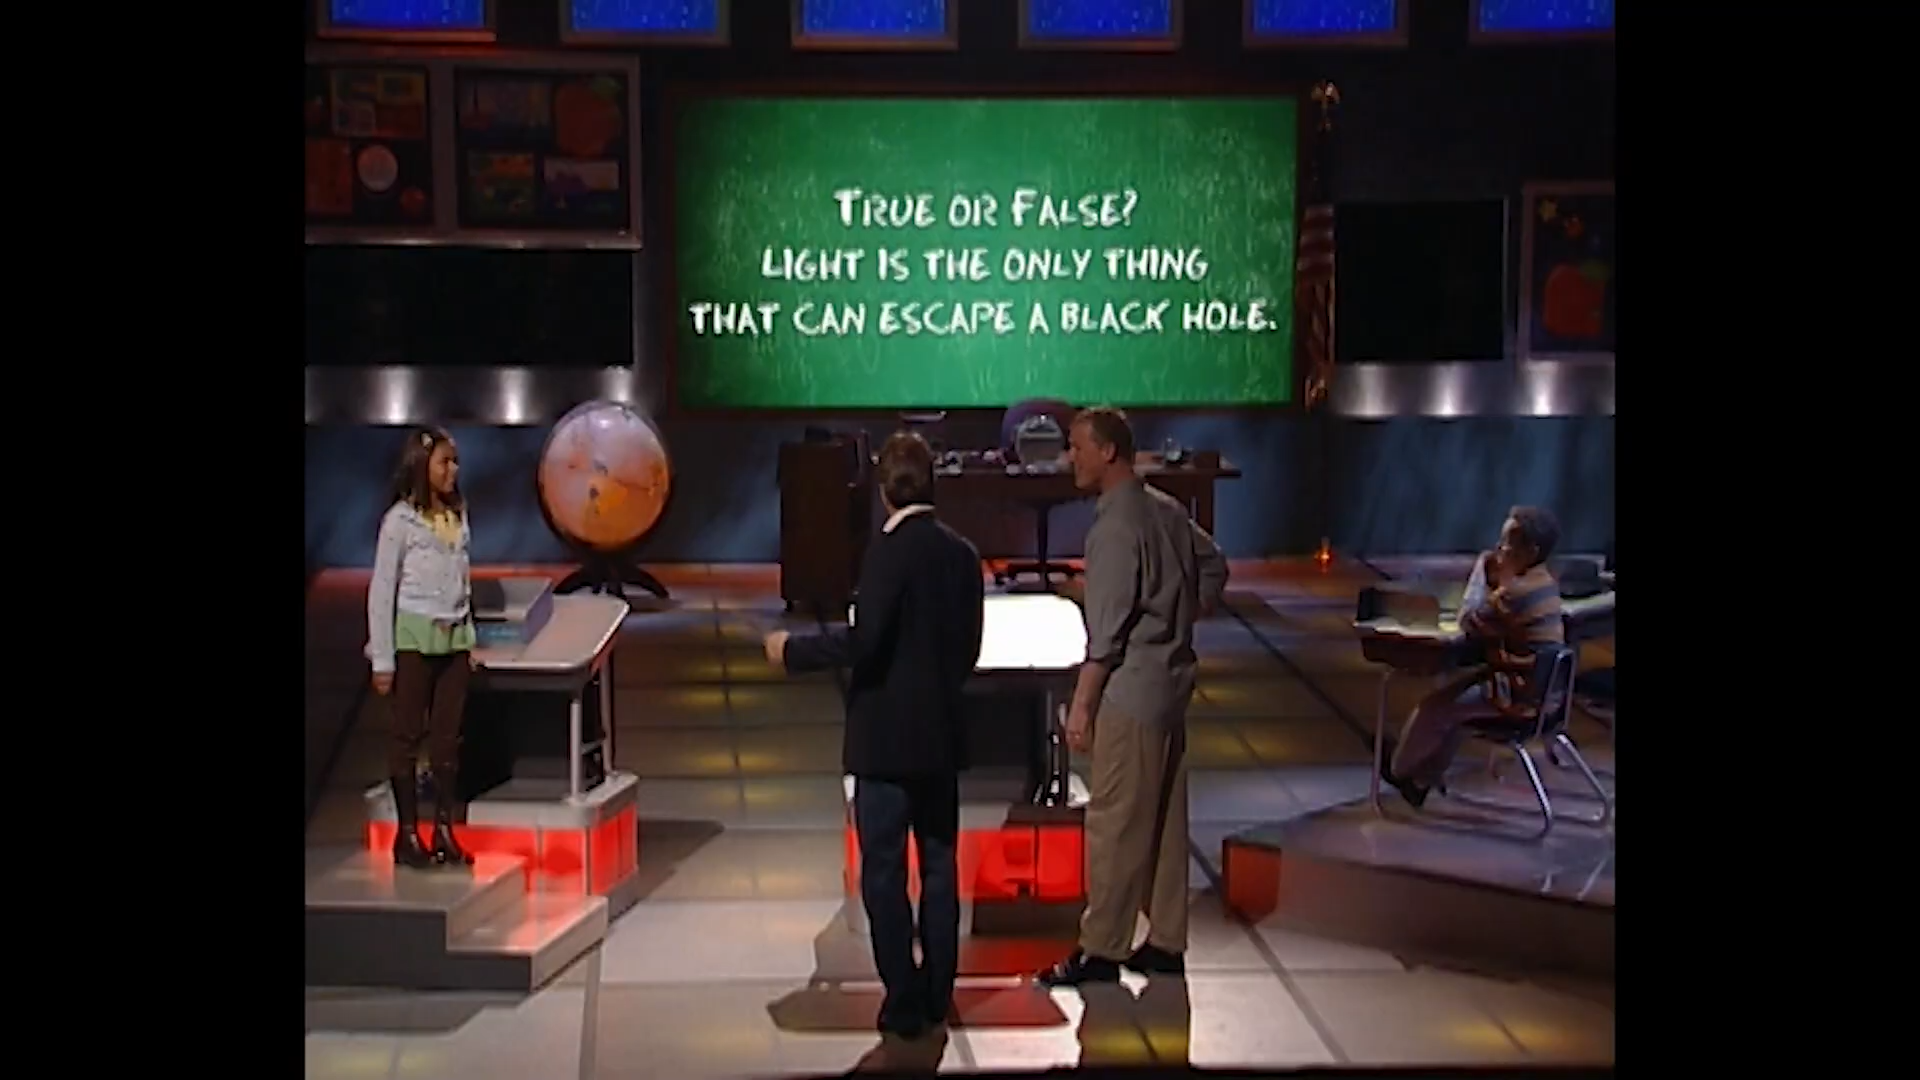 TRUE OR FALSE?
LIGHT IS THE ONLY THING
THAT CAN ESCAPE A BLACK HOLE.